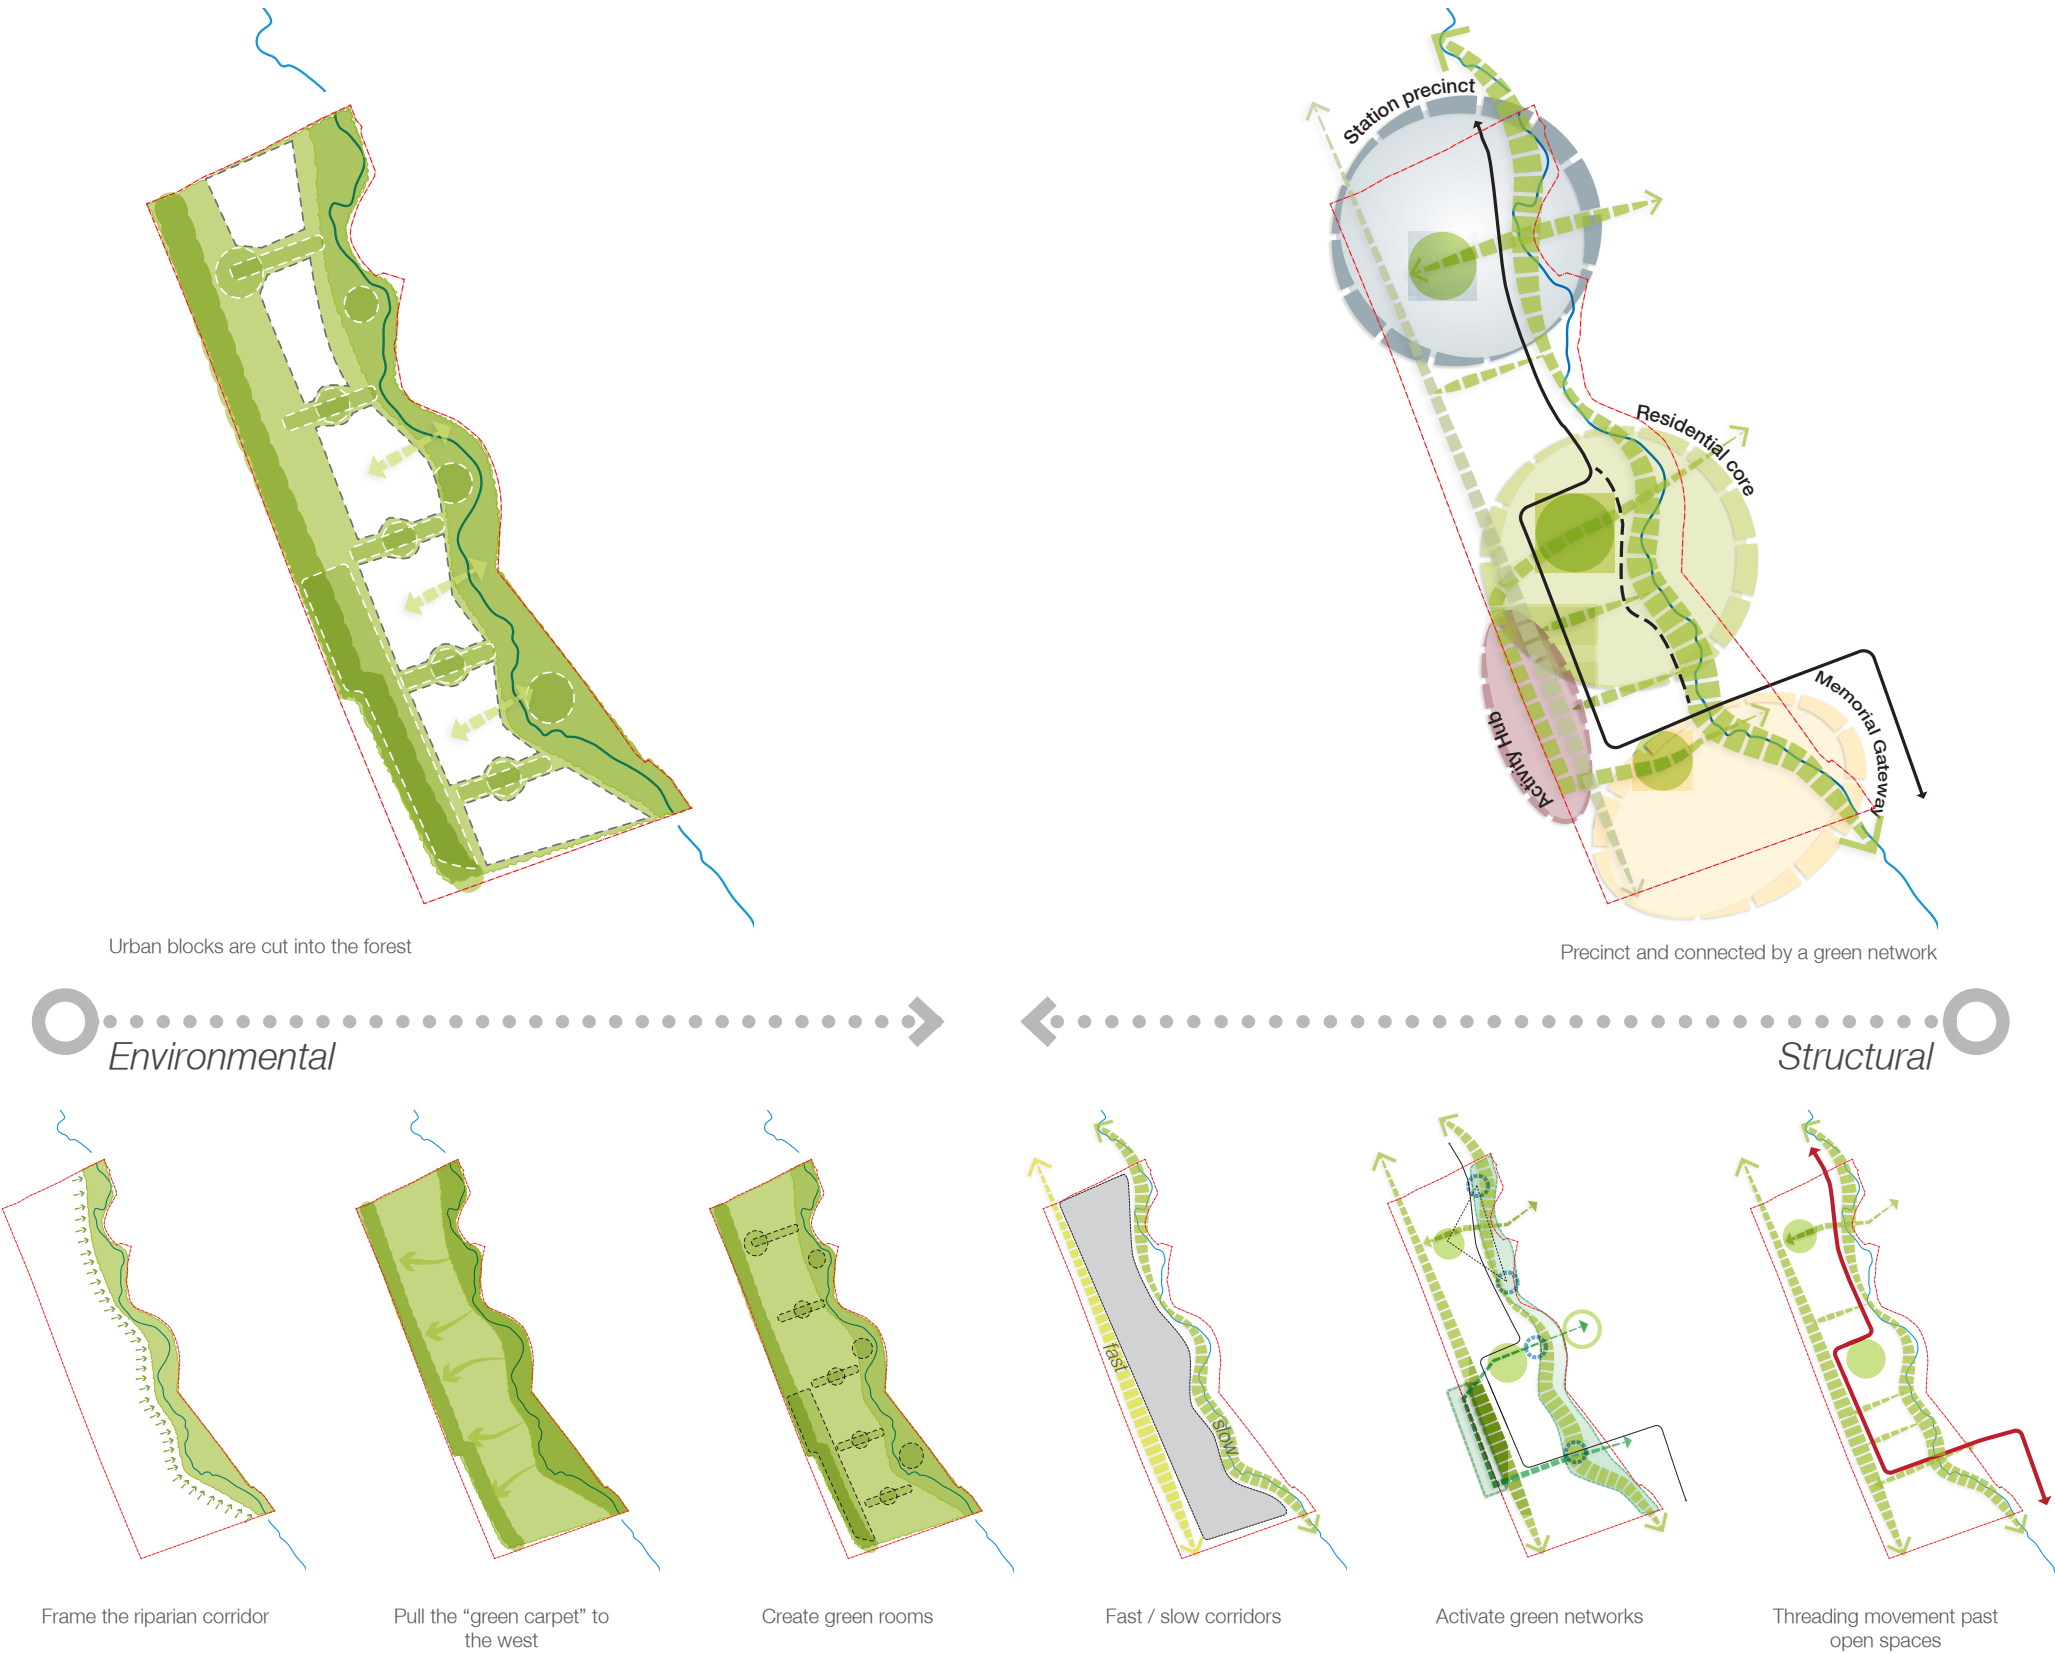 Station precinct
Residential core
Memorial Gateway
Activity Hub
Urban blocks are cut into the forest
Precinct and connected by a green network
Environmental
Structural
fast
slow
Frame the riparian corridor
Pull the “green carpet” to
the west
Create green rooms
Fast / slow corridors
Activate green networks
Threading movement past
open spaces